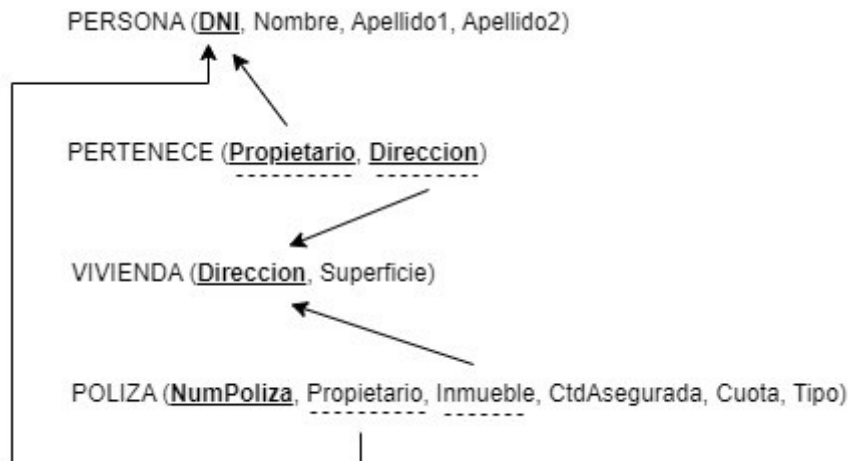 PERSONA (DNI, Nombre, Apellido1, Apellido2)
PERTENECE (Propietario, Direccion)
VIVIENDA (Direccion, Superficie)
POLIZA (NumPoliza, Propietario, Inmueble, CtdAsegurada, Cuota, Tipo)